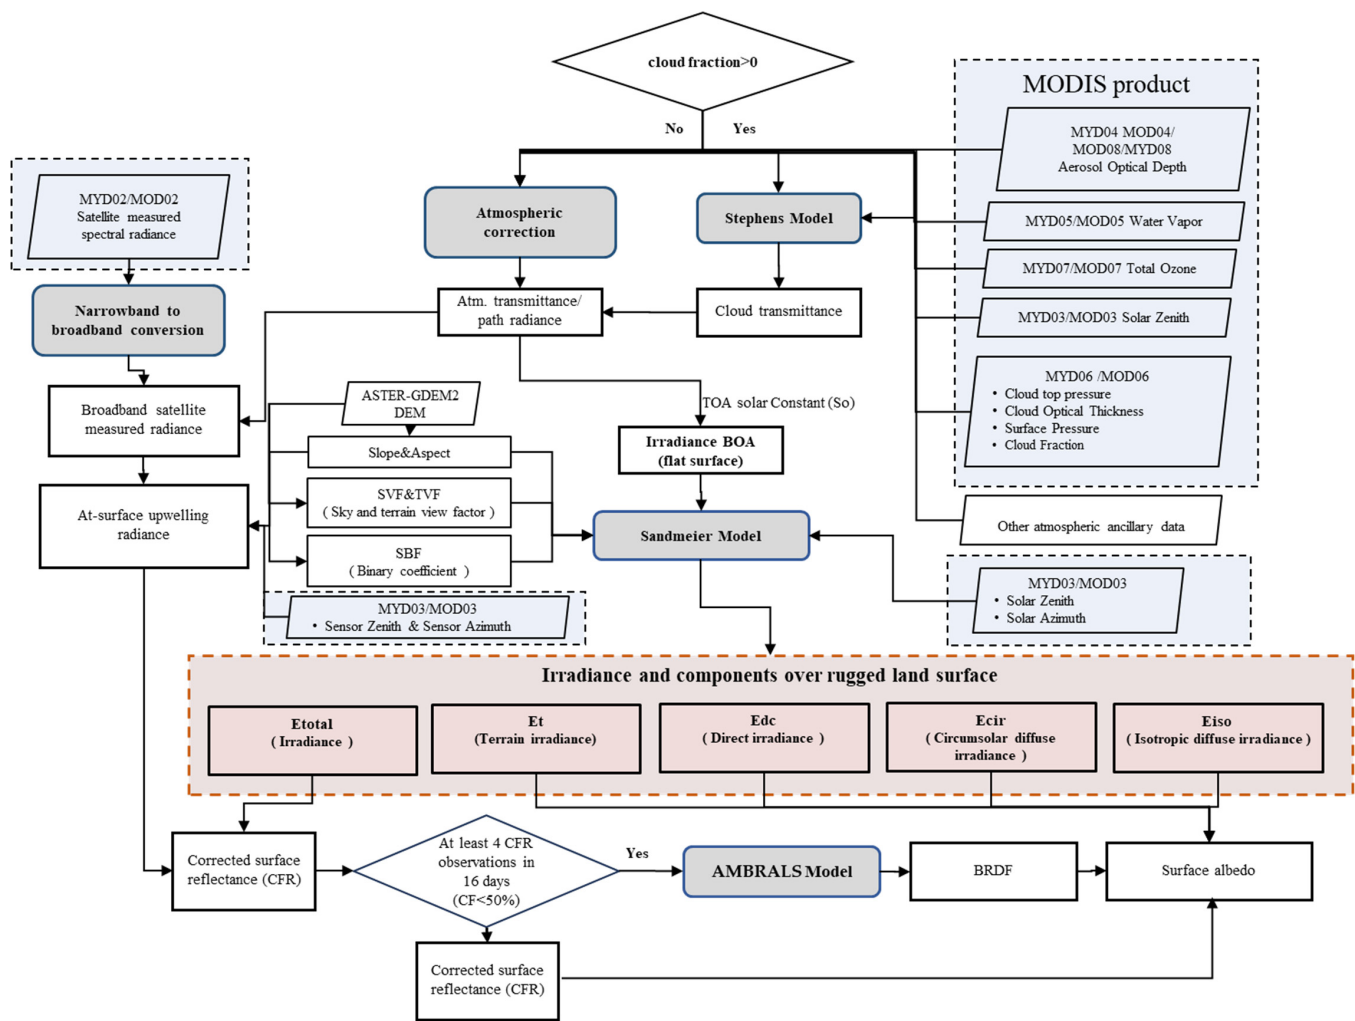 cloud fraction>0
No
Yes
MODIS product
MYD04 MOD04/
MOD08/MYD08
Aerosol Optical Depth
MYD05/MOD05 Water Vapor
MYD07/MOD07 Total Ozone
MYD03/MOD03 Solar Zenith
MYD06 /MOD06
• Cloud top pressure
• Cloud Optical Thickness
• Surface Pressure
• Cloud Fraction
Other atmospheric ancillary data
MYD03/MOD03
• Solar Zenith
• Solar Azimuth
MYD02/MOD02
Satellite measured
spectral radiance
Narrowband to
broadband conversion
Broadband satellite
measured radiance
At-surface upwelling
radiance
Atmospheric
correction
Stephens Model
Atm. transmittance/
path radiance
Cloud transmittance
ASTER-GDEM2
DEM
Slope&Aspect
SVF&TVF
( Sky and terrain view factor )
SBF
( Binary coefficient )
MYD03/MOD03
• Sensor Zenith & Sensor Azimuth
TOA solar Constant (So)
Irradiance BOA
(flat surface)
Sandmeier Model
Irradiance and components over rugged land surface
Etotal
( Irradiance )
Et
(Terrain irradiance)
Edc
( Direct irradiance )
Ecir
( Circumsolar diffuse
irradiance )
Eiso
( Isotropic diffuse irradiance )
Corrected surface
reflectance (CFR)
At least 4 CFR
observations in
16 days
(CF<50%)
Yes
AMBRALS Model
BRDF
Surface albedo
Corrected surface
reflectance (CFR)